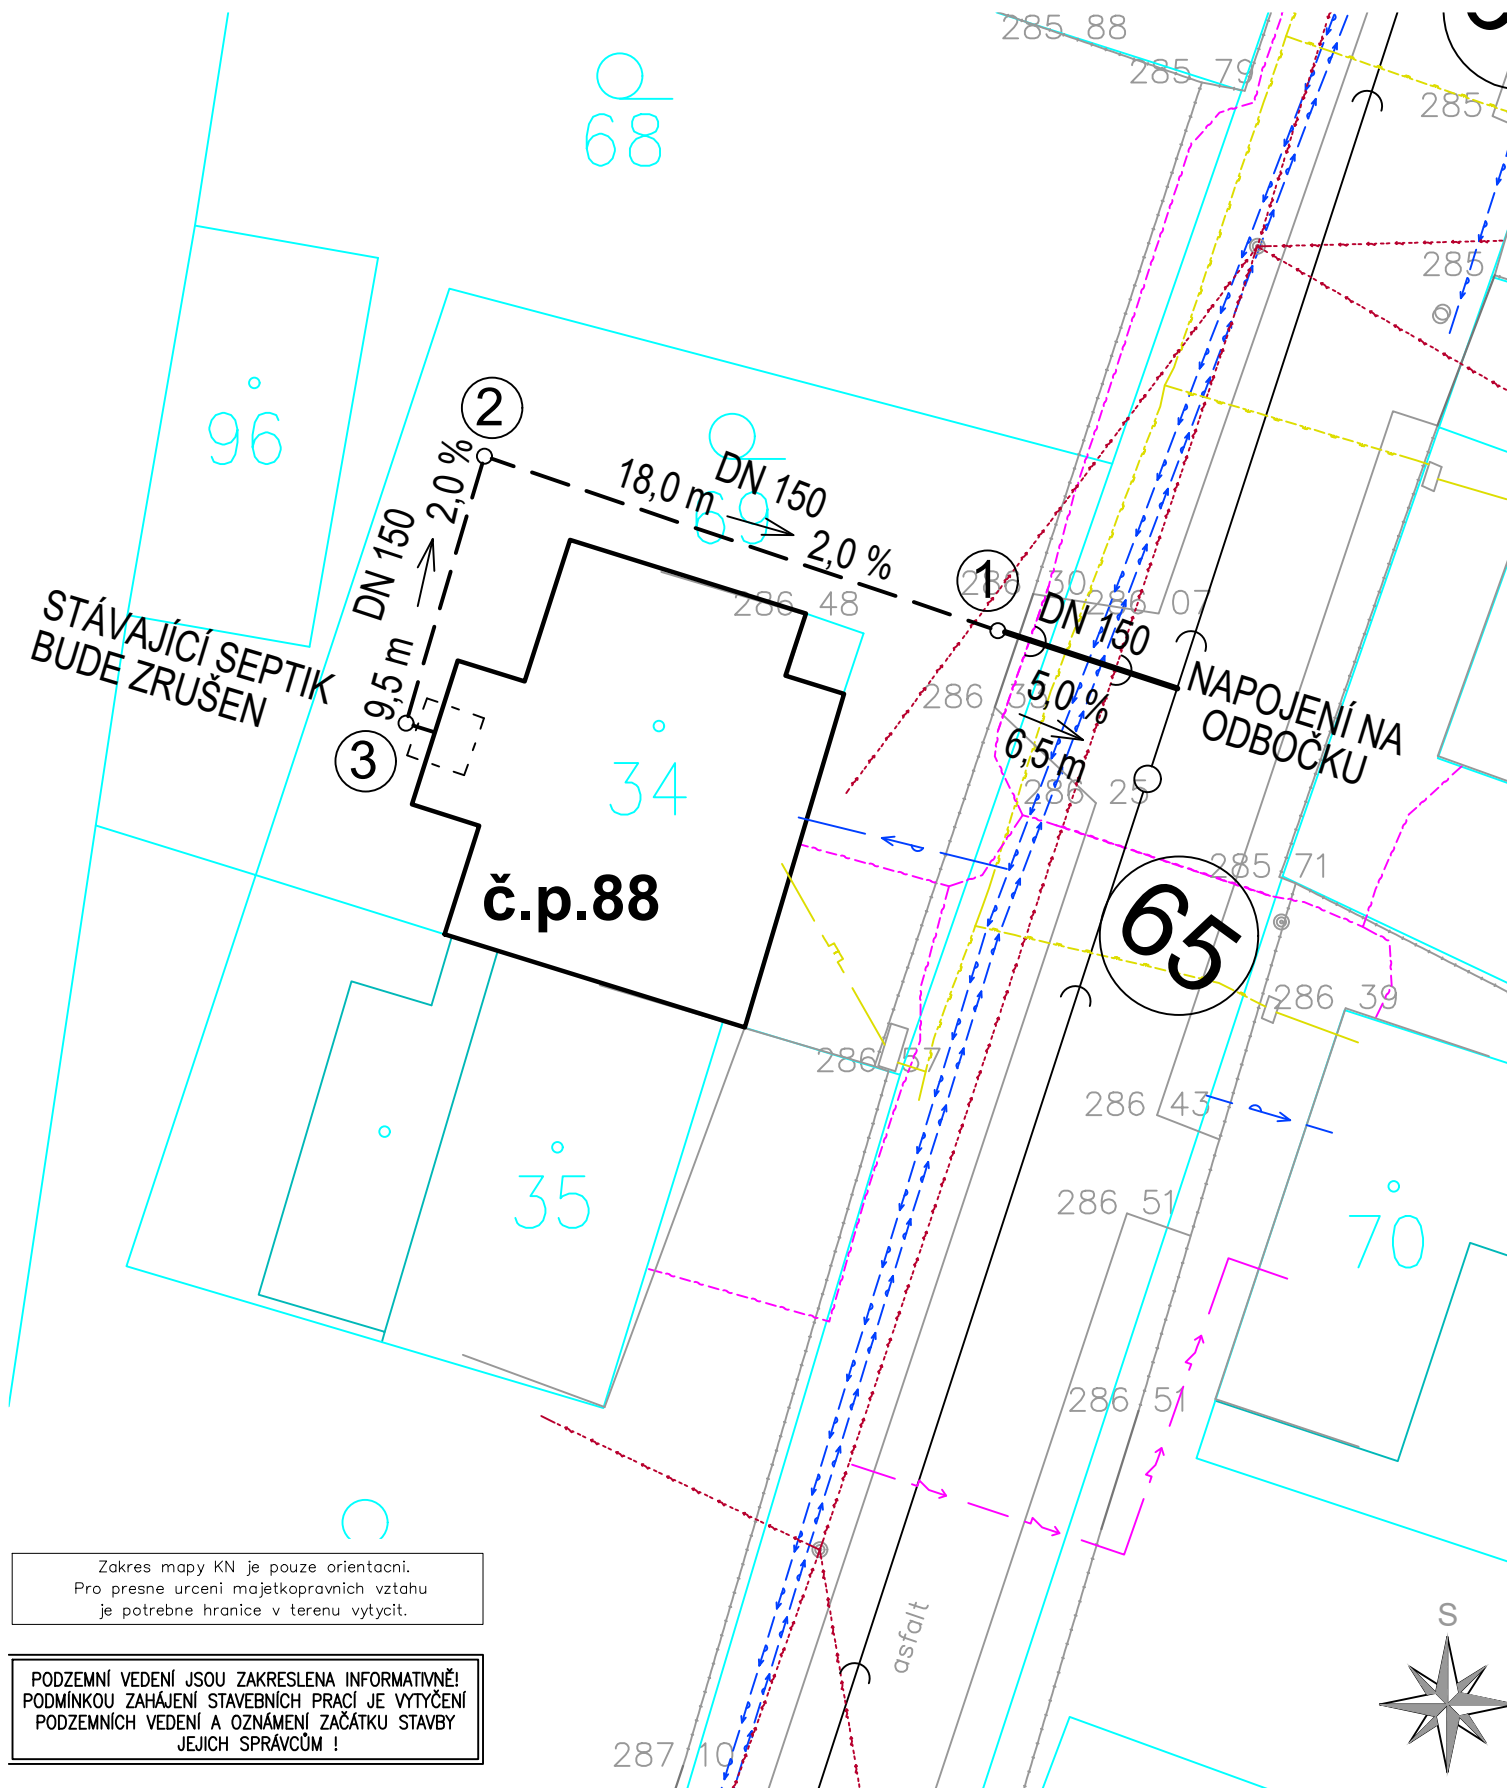 285 88
285 79
68
285
285
96
2
2,0 %
DN 150
9,5 m
18,0 m
DN 150
69
2,0 %
1
286 30
286 07
DN 150
286 48
STÁVAJÍCÍ SEPTIK
BUDE ZRUŠEN
3
34
5,0 %
6,5 m
286 25
NAPOJENÍ NA
ODBOČKU
285 71
č.p.88
65
286 39
286 37
286 43
286 51
35
70
286 51
asfalt
287 10
Zakres mapy KN je pouze orientacni.
Pro presne urceni majetkopravnich vztahu
je potrebne hranice v terenu vytycit.
PODZEMNÍ VEDENÍ JSOU ZAKRESLENA INFORMATIVNĚ!
PODMÍNKOU ZAHÁJENÍ STAVEBNÍCH PRACÍ JE VYTYČENÍ
PODZEMNÍCH VEDENÍ A OZNÁMENÍ ZAČÁTKU STAVBY
JEJICH SPRÁVCŮM !
S